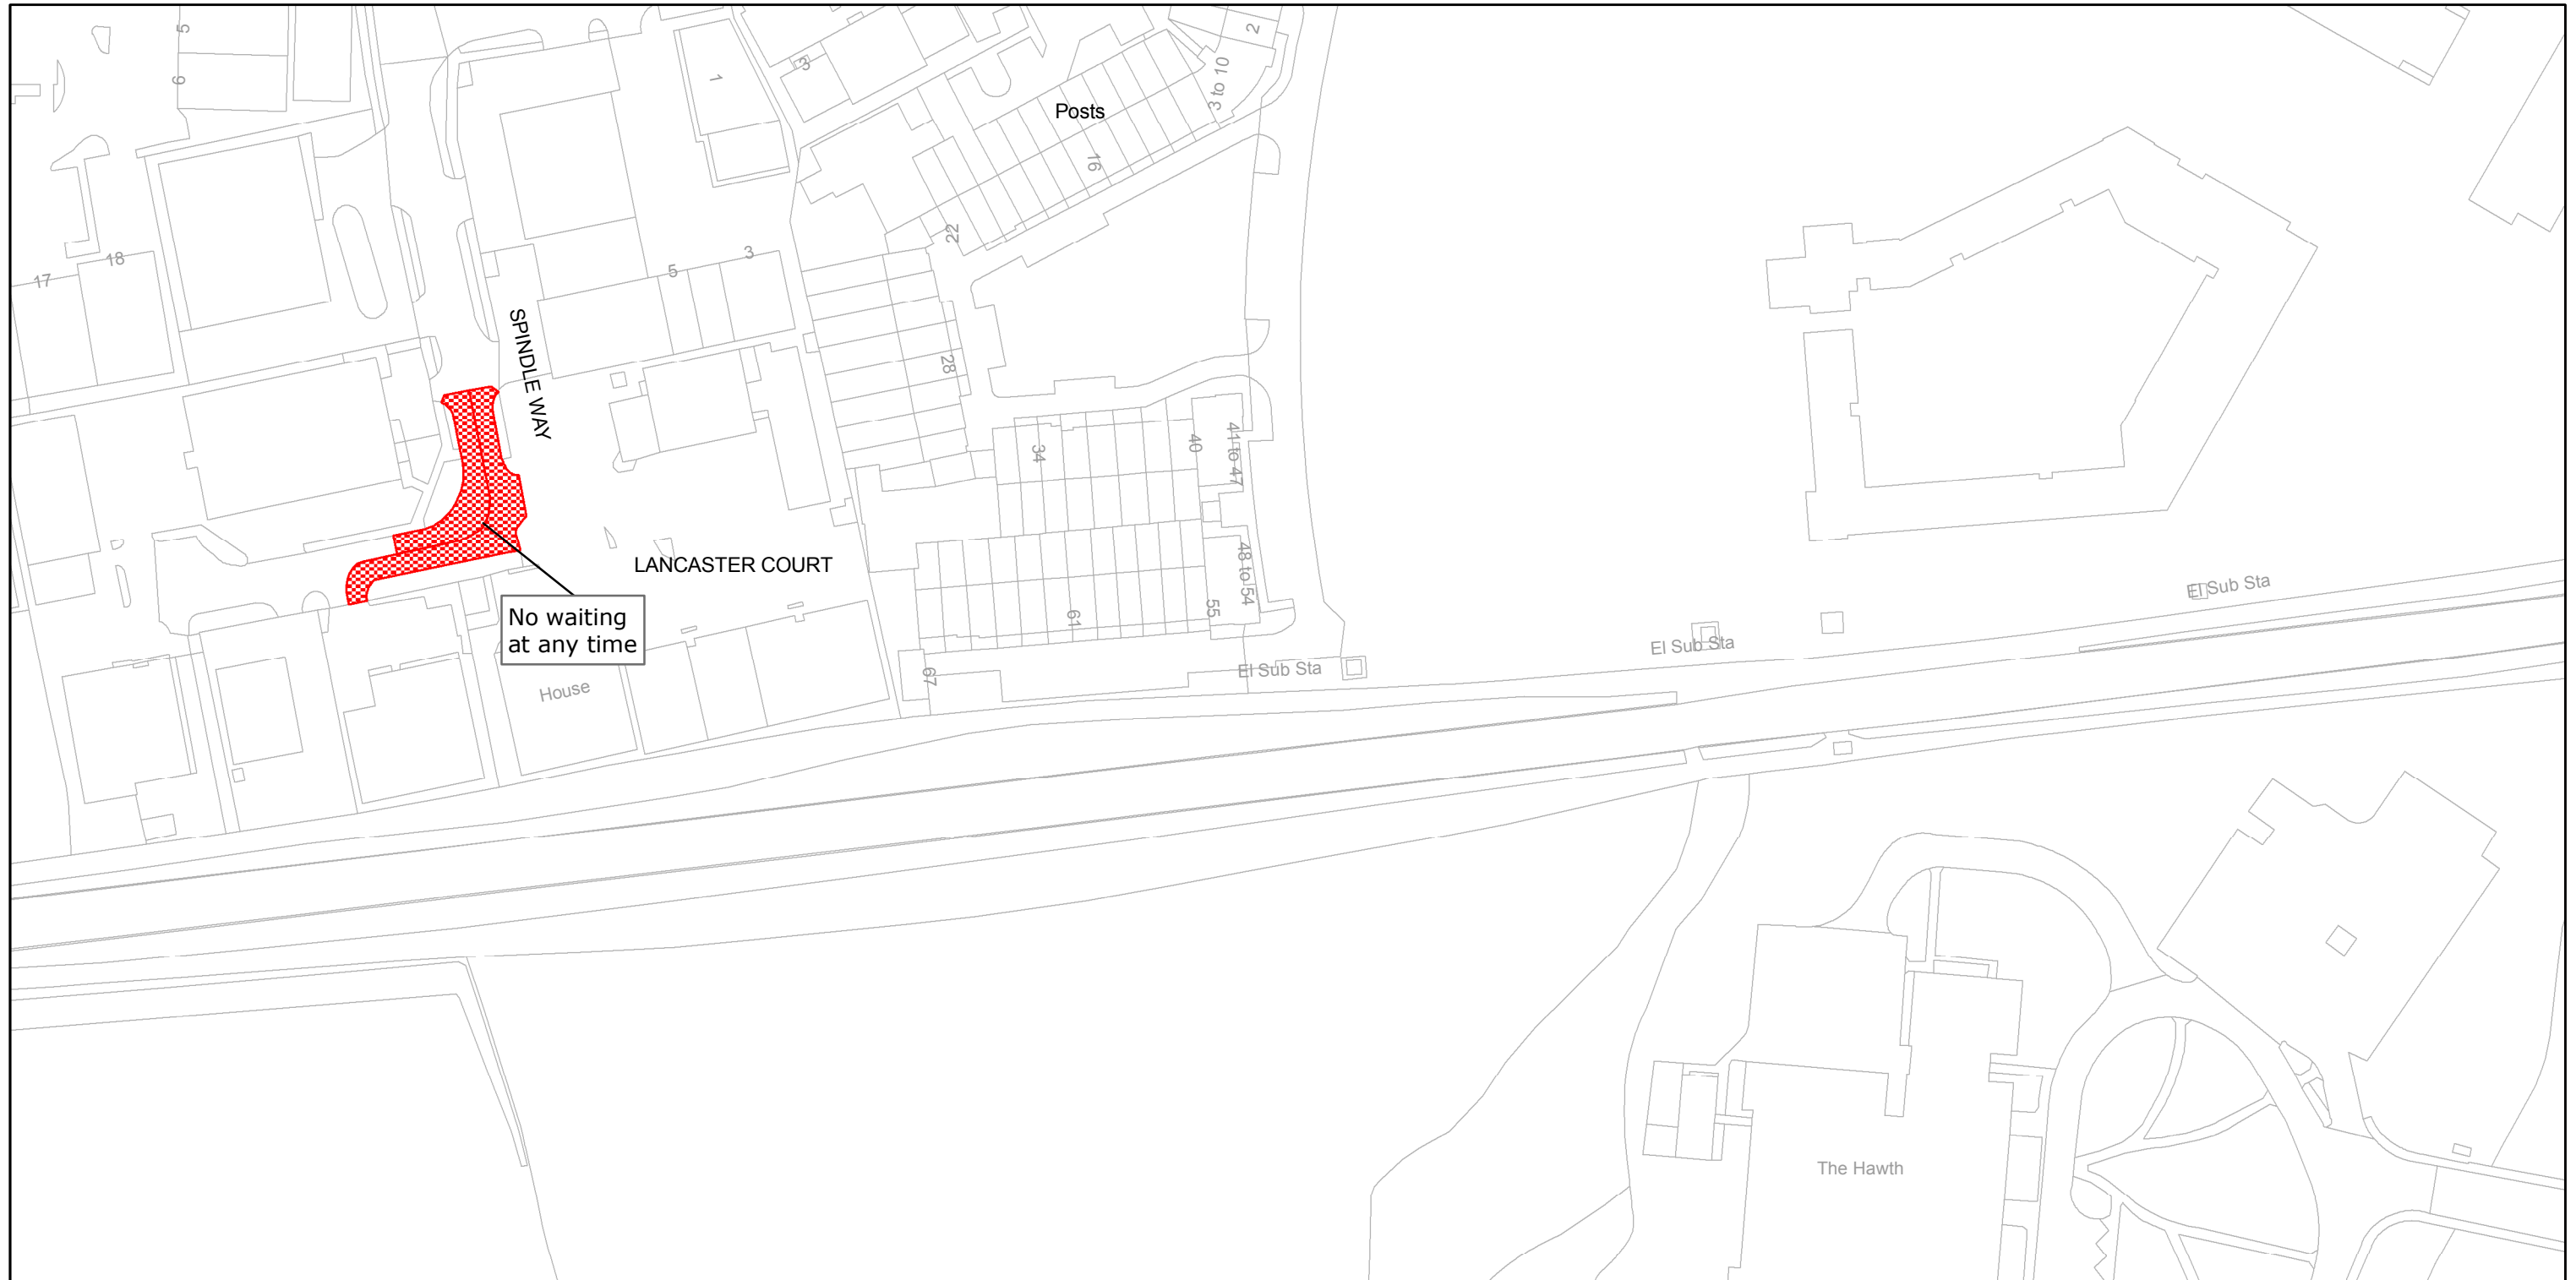 5
2
6
3
1
3 to 10
Posts
16
22
3
18
5
17
SPINDLE WAY
28
34
40
41 to 47
LANCASTER COURT
48 to 54
No waiting
at any time
61
55
El Sub Sta
El Sub Sta
El Sub Sta
67
House
The Hawth